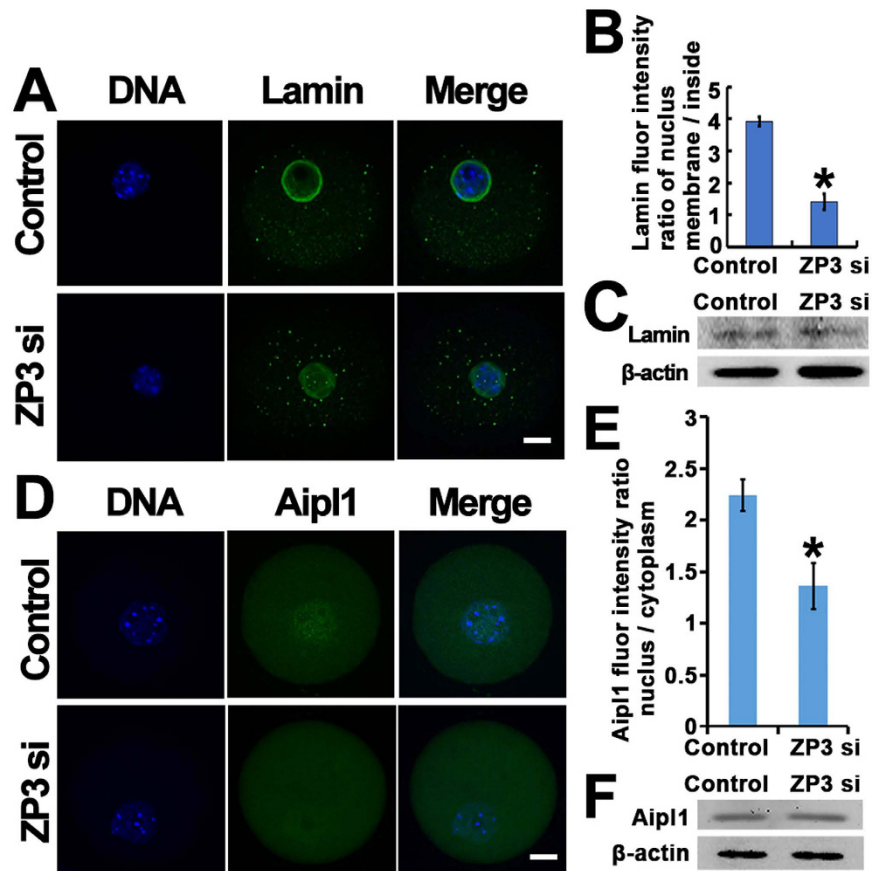 A
DNA Lamin Merge
Control
ZP3 si
B
Lamin fluor intensity
ratio of nucleus
membrane / inside
5
4
3
2
1
0
*
Control ZP3 si
C
Control ZP3 si
Lamin
β-actin
D
DNA Aipl1 Merge
Control
ZP3 si
E
Aipl1 fluor intensity ratio
nucleus / cytoplasm
3
2.5
2
1.5
1
0.5
0
*
Control ZP3 si
F
Control ZP3 si
Aipl1
β-actin